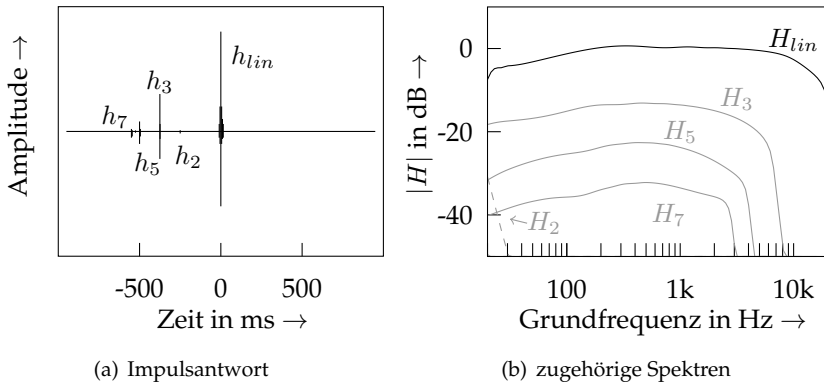 Amplitude →
h_lin
h_3
h_7
h_5
h_2
-500
0
500
Zeit in ms →
(a) Impulsantwort
|H| in dB →
0
-20
-40
H_lin
H_3
H_5
H_7
←H_2
100
1k
10k
Grundfrequenz in Hz →
(b) zugehörige Spektren